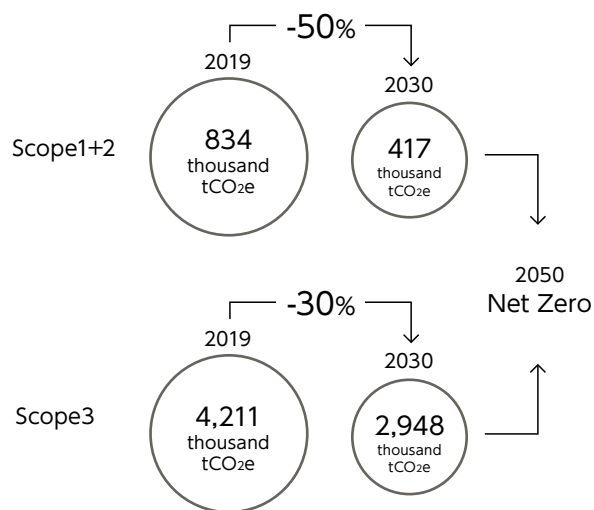 -50%
2019
2030
Scope1+2
834
thousand
tCO2e
417
thousand
tCO2e
2050
Net Zero
-30%
2019
2030
Scope3
4,211
thousand
tCO2e
2,948
thousand
tCO2e